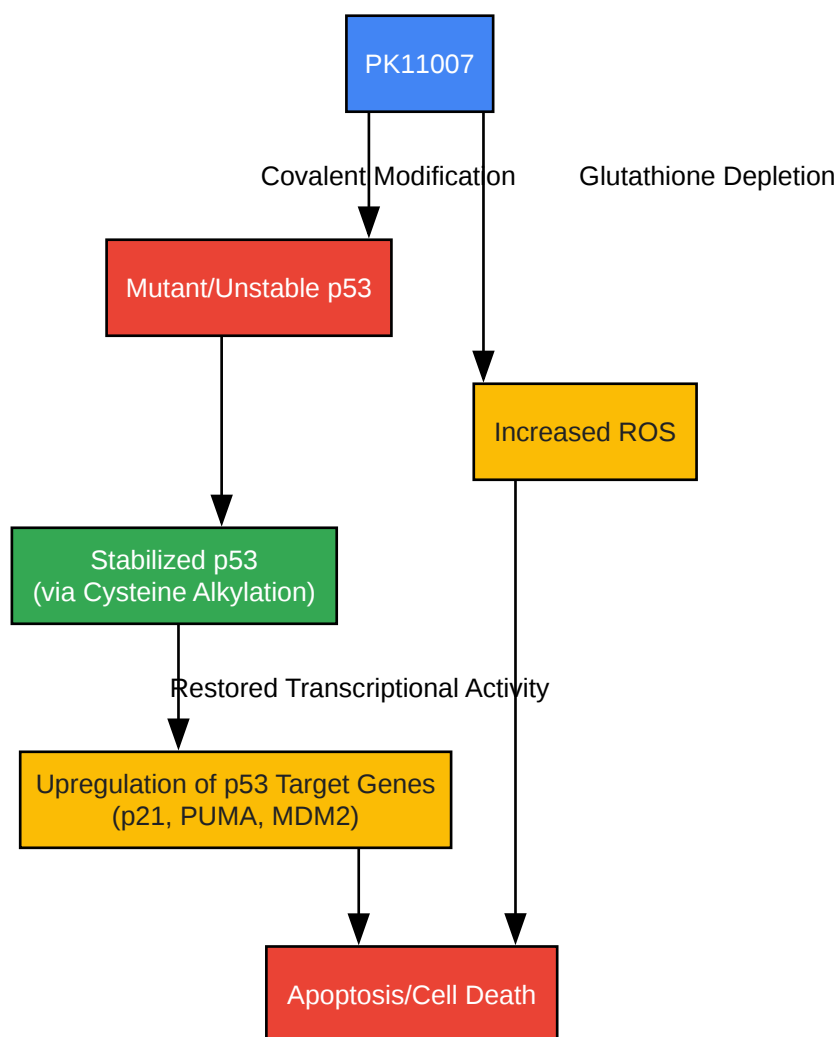 PK11007
Covalent Modification
Glutathione Depletion
Mutant/Unstable p53
Increased ROS
Stabilized p53
(via Cysteine Alkylation)
Restored Transcriptional Activity
Upregulation of p53 Target Genes
(p21, PUMA, MDM2)
Apoptosis/Cell Death